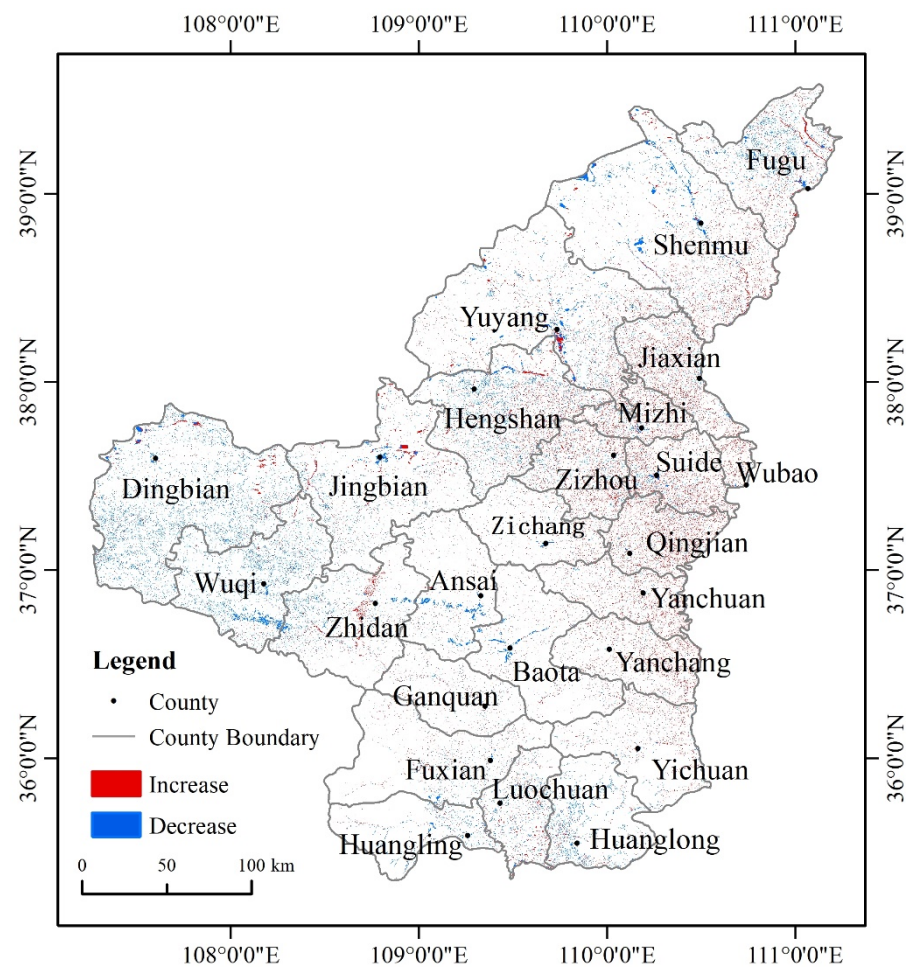 108°0'0"E 109°0'0"E 110°0'0"E 111°0'0"E
39°0'0"N 39°0'0"N
38°0'0"N 38°0'0"N
37°0'0"N 37°0'0"N
36°0'0"N 36°0'0"N
Fugu
Shenmu
Yuyang
Jiaxian
Hengshan
Mizhi
Suide
Wubao
Zizhou
Dingbian
Jingbian
Zichang
Qingjian
Wuqi
Ansai
Yanchuan
Zhidan
Baota
Yanchang
Ganquan
Fuxian
Yichuan
Luochuan
Huangling
Huanglong
Legend
County
County Boundary
Increase
Decrease
0 50 100 km
108°0'0"E 109°0'0"E 110°0'0"E 111°0'0"E